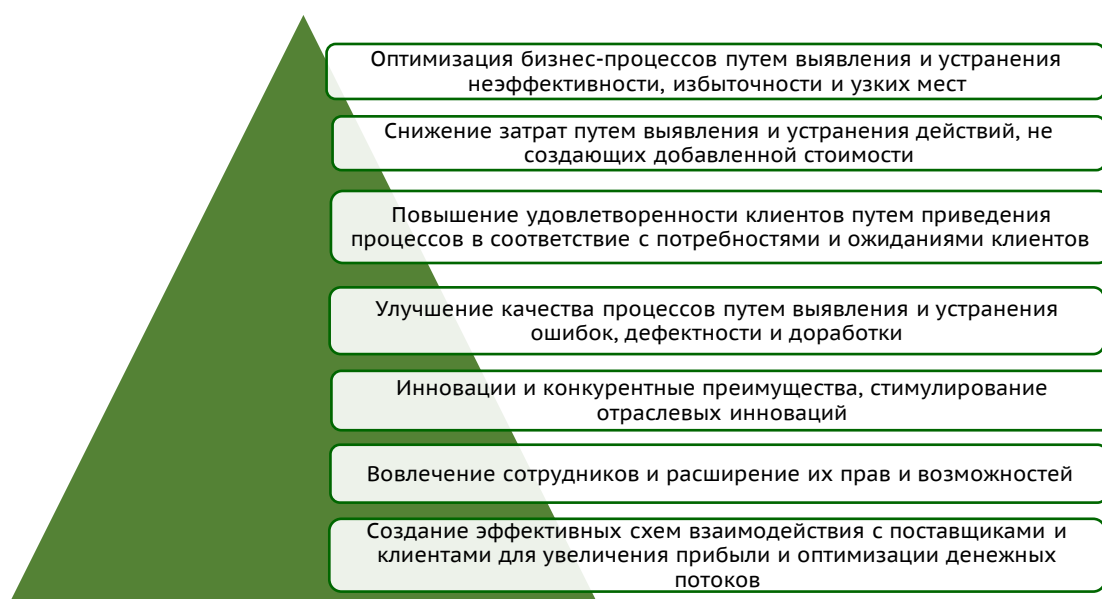 Оптимизация бизнес-процессов путем выявления и устранения
неэффективности, избыточности и узких мест
Снижение затрат путем выявления и устранения действий, не
создающих добавленной стоимости
Повышение удовлетворенности клиентов путем приведения
процессов в соответствие с потребностями и ожиданиями клиентов
Улучшение качества процессов путем выявления и устранения
ошибок, дефектности и доработки
Инновации и конкурентные преимущества, стимулирование
отраслевых инноваций
Вовлечение сотрудников и расширение их прав и возможностей
Создание эффективных схем взаимодействия с поставщиками и
клиентами для увеличения прибыли и оптимизации денежных
потоков